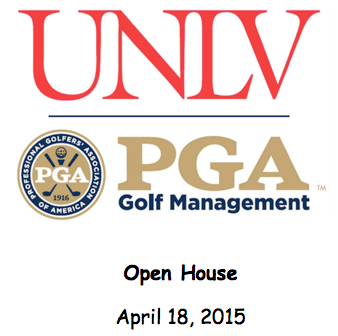 UNLV
PROFESSIONAL GOLFERS' ASSOCIATION
OF AMERICA
PGA
1916
PGA TM
Golf Management
Open House
April 18, 2015